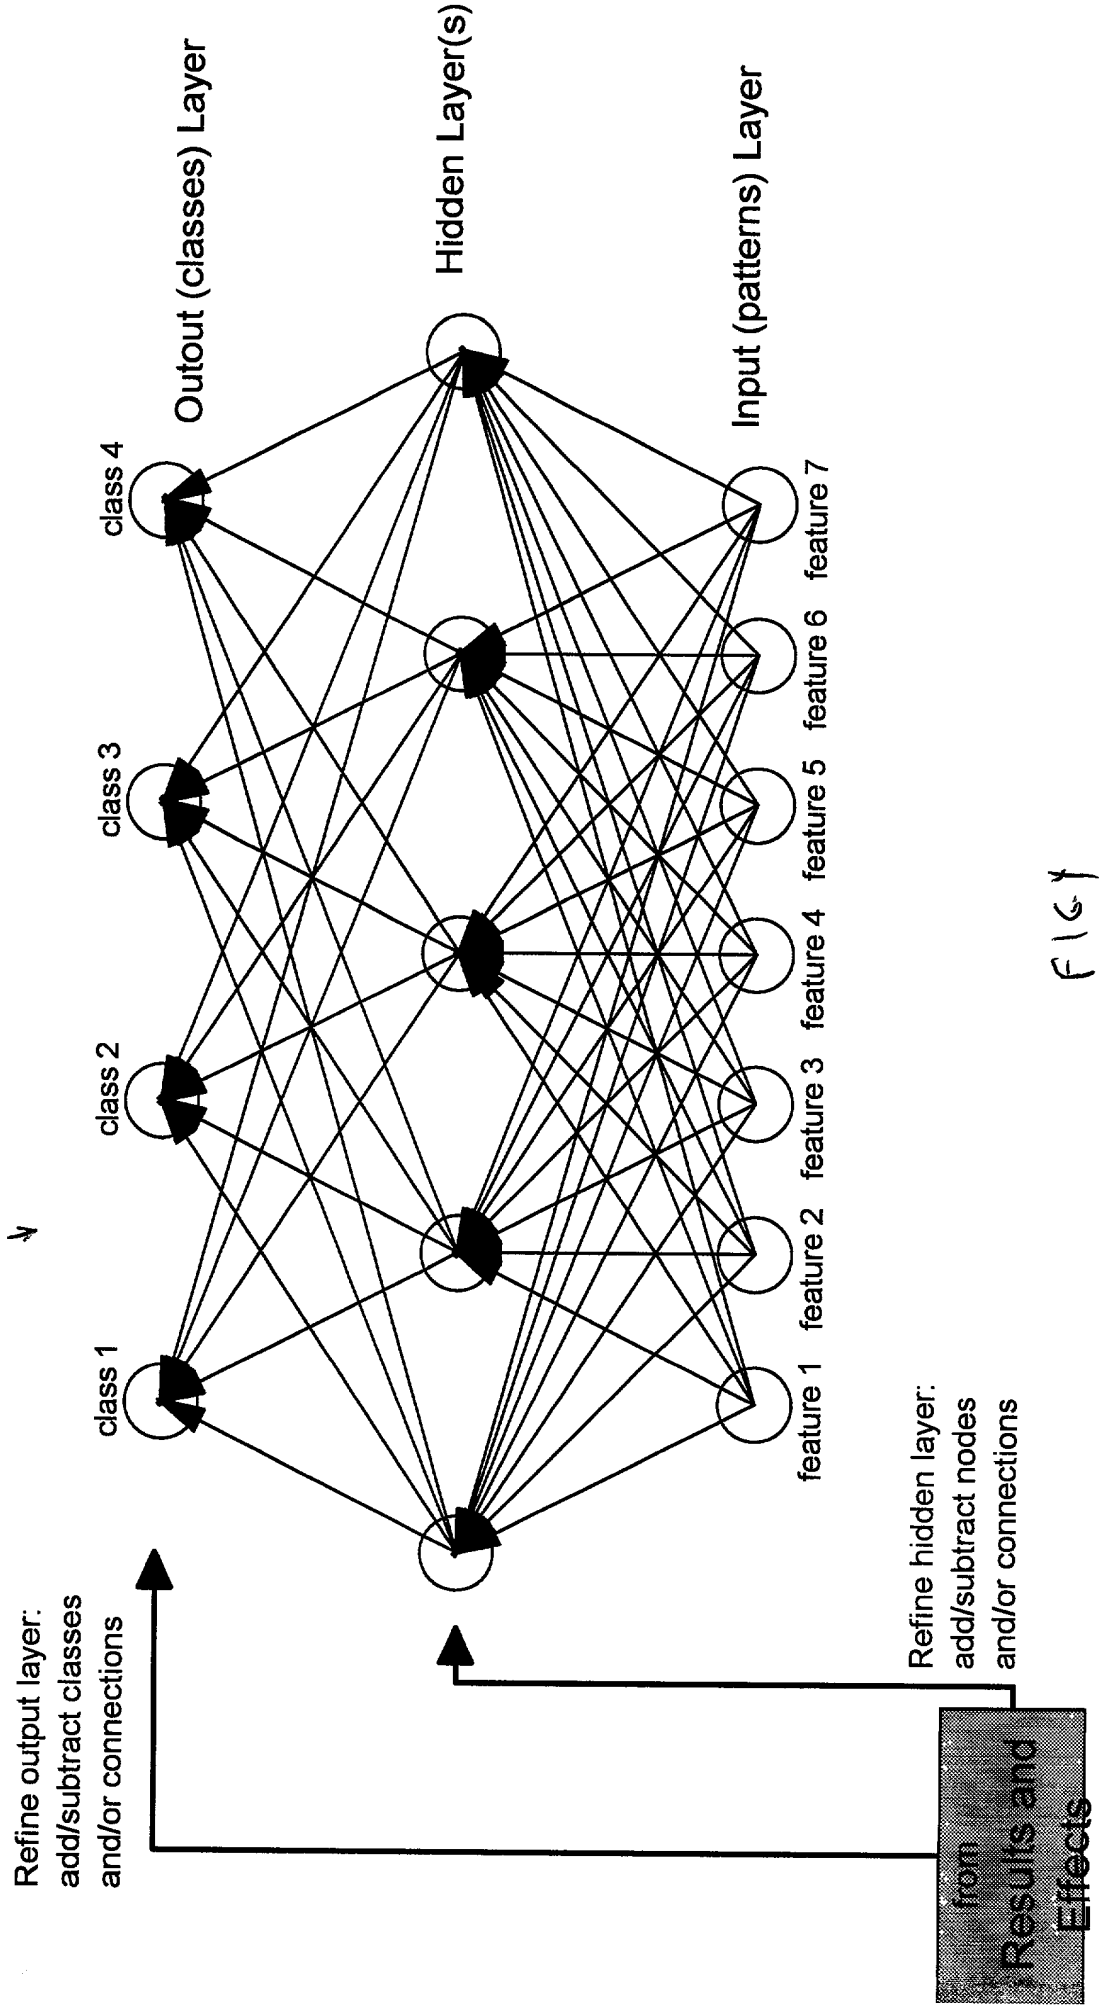 Refine output layer:
add/subtract classes
and/or connections
class 1
class 2
class 3
class 4
Outout (classes) Layer
Hidden Layer(s)
feature 1
feature 2
feature 3
feature 4
feature 5
feature 6
feature 7
Input (patterns) Layer
Refine hidden layer:
add/subtract nodes
and/or connections
from
Results and
Effects
FIG